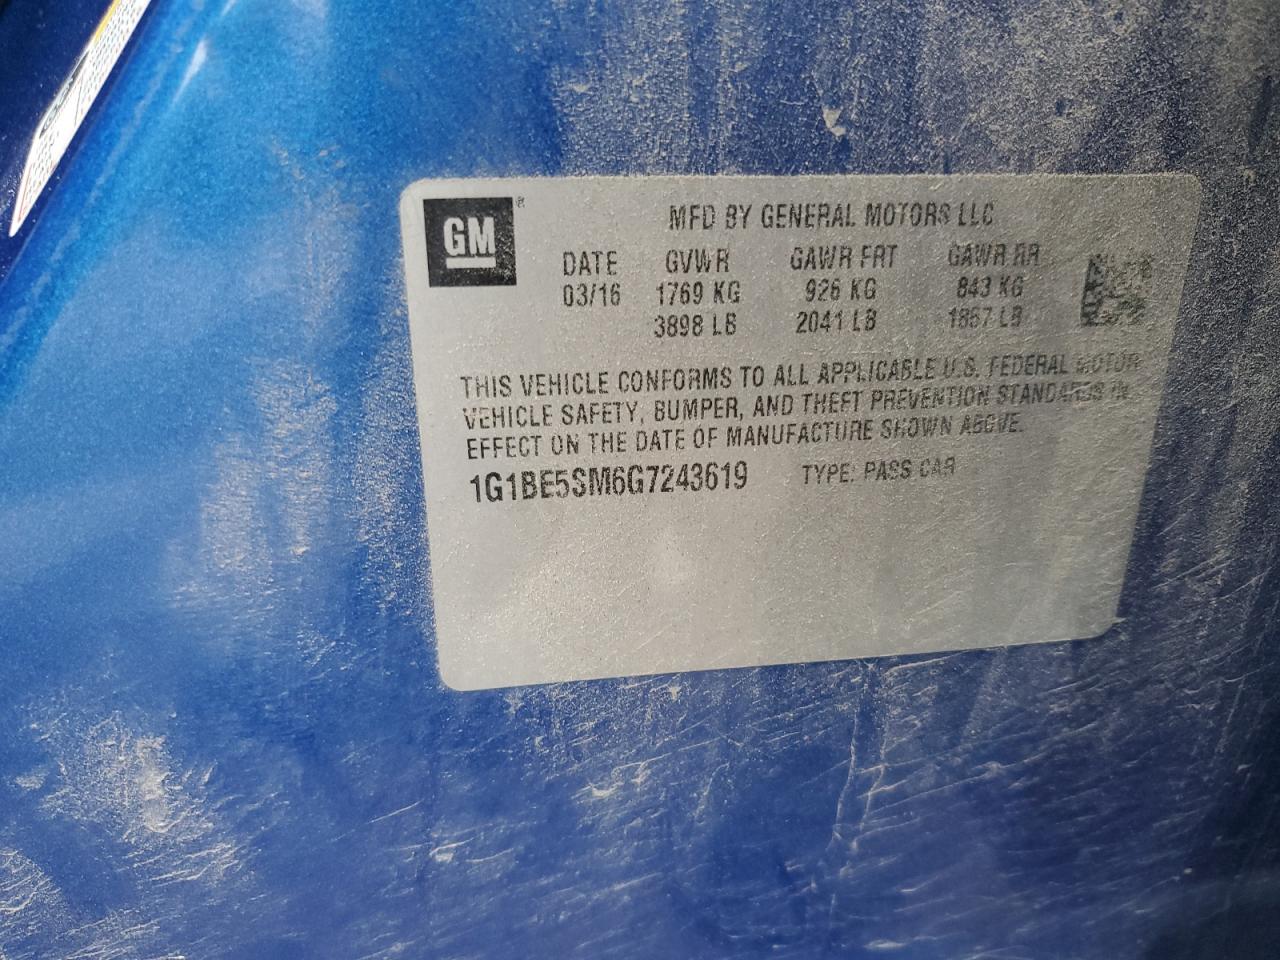 GM
MFD BY GENERAL MOTORS LLC
DATE GVWR GAWR FRT GAWR RR
03/16 1769 KG 926 KG 843 KG
3898 LB 2041 LB 1857 LB
THIS VEHICLE CONFORMS TO ALL APPLICABLE U.S. FEDERAL MOTOR
VEHICLE SAFETY, BUMPER, AND THEFT PREVENTION STANDARDS IN
EFFECT ON THE DATE OF MANUFACTURE SHOWN ABOVE.
1G1BE5SM6G7243619 TYPE: PASS CAR